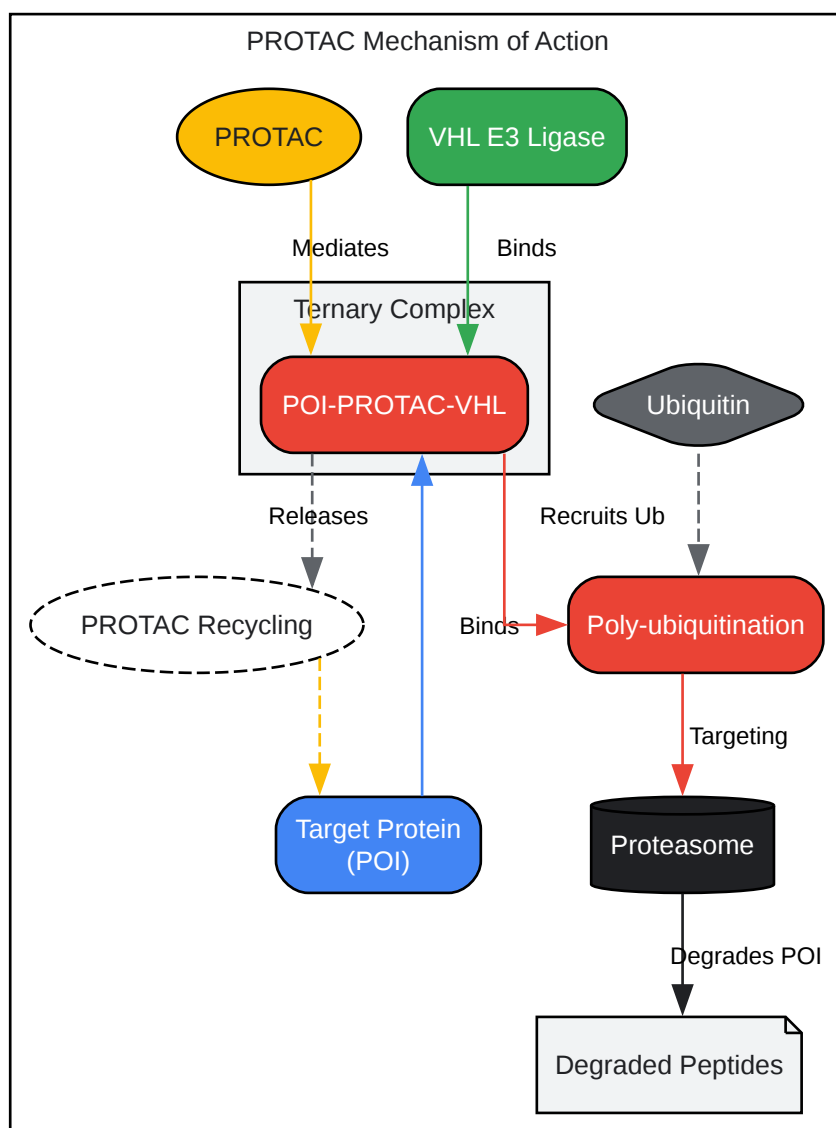 PROTAC Mechanism of Action
PROTAC
VHL E3 Ligase
Mediates
Binds
Ternary Complex
POI-PROTAC-VHL
Ubiquitin
Releases
Recruits Ub
PROTAC Recycling
Binds
Poly-ubiquitination
Targeting
Target Protein
(POI)
Proteasome
Degrades POI
Degraded Peptides